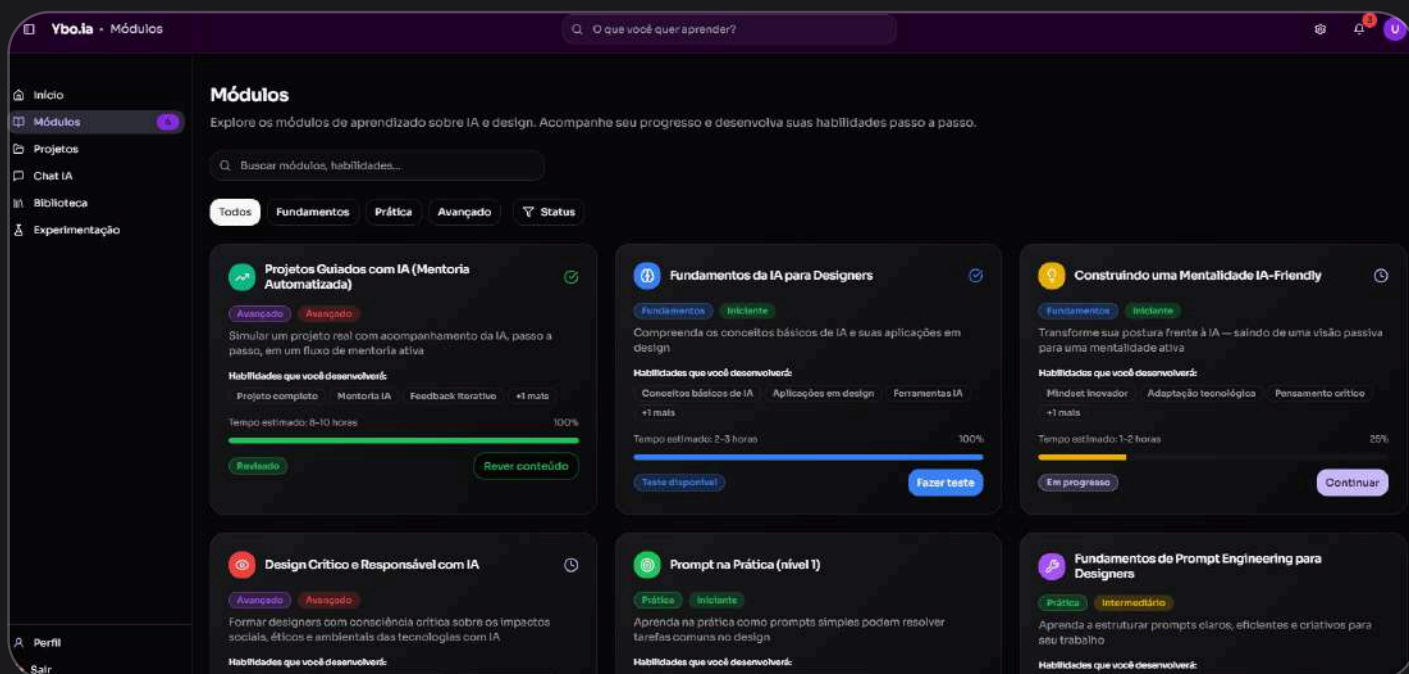 Ybo.ia • Módulos
O que você quer aprender?
3
U
Início
Módulos
Projetos
Chat IA
Biblioteca
Experimentação
Perfil
Sair
Módulos
Explore os módulos de aprendizado sobre IA e design. Acompanhe seu progresso e desenvolva suas habilidades passo a passo.
Buscar módulos, habilidades...
Todos Fundamentos Prática Avançado Status
Projetos Guiados com IA (Mentoria
Automatizada)
Avançado Avançado
Simular um projeto real com acompanhamento da IA, passo a
passo, em um fluxo de mentoria ativa
Habilidades que você desenvolverá:
Projeto completo Mentoria IA Feedback iterativo +1 mais
Tempo estimado: 8-10 horas 100%
Revisado Rever conteúdo
Fundamentos da IA para Designers
Fundamentos Iniciante
Compreenda os conceitos básicos de IA e suas aplicações em
design
Habilidades que você desenvolverá:
Conceitos básicos de IA Aplicações em design Ferramentas IA
+1 mais
Tempo estimado: 2-3 horas 100%
Teste disponível Fazer teste
Construindo uma Mentalidade IA-Friendly
Fundamentos Iniciante
Transforme sua postura frente à IA — saindo de uma visão passiva
para uma mentalidade ativa
Habilidades que você desenvolverá:
Mindset inovador Adaptação tecnológica Pensamento crítico
+1 mais
Tempo estimado: 1-2 horas 25%
Em progresso Continuar
Design Crítico e Responsável com IA
Avançado Avançado
Formar designers com consciência crítica sobre os impactos
sociais, éticos e ambientais das tecnologias com IA
Habilidades que você desenvolverá:
Prompt na Prática (nível 1)
Prática Iniciante
Aprenda na prática como prompts simples podem resolver
tarefas comuns no design
Habilidades que você desenvolverá:
Fundamentos de Prompt Engineering para
Designers
Prática Intermediário
Aprenda a estruturar prompts claros, eficientes e criativos para
seu trabalho
Habilidades que você desenvolverá: